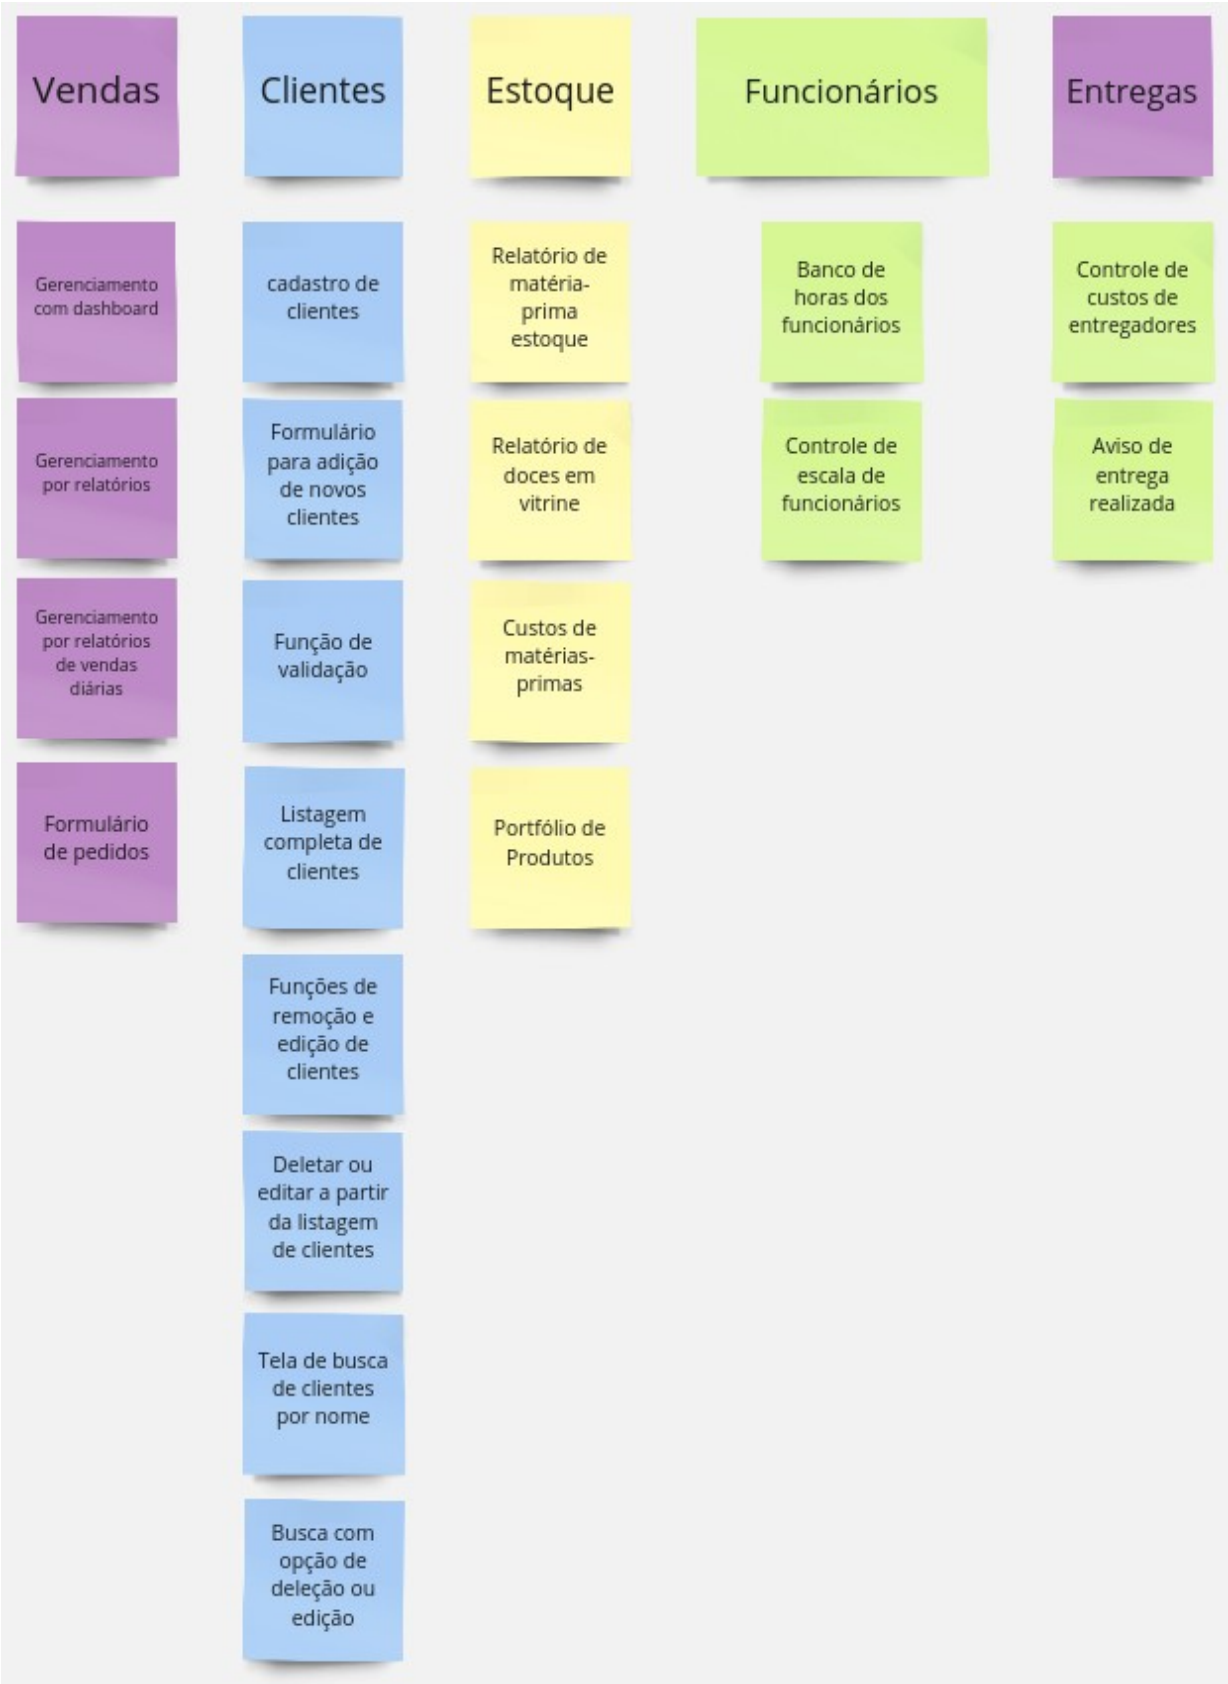 Vendas
Clientes
Estoque
Funcionários
Entregas
Gerenciamento
com dashboard
cadastro de
clientes
Relatório de
matéria-
prima
estoque
Banco de
horas dos
funcionários
Controle de
custos de
entregadores
Gerenciamento
por relatórios
Formulário
para adição
de novos
clientes
Relatório de
doces em
vitrine
Controle de
escala de
funcionários
Aviso de
entrega
realizada
Gerenciamento
por relatórios
de vendas
diárias
Função de
validação
Custos de
matérias-
primas
Formulário
de pedidos
Listagem
completa de
clientes
Portfólio de
Produtos
Funções de
remoção e
edição de
clientes
Deletar ou
editar a partir
da listagem
de clientes
Tela de busca
de clientes
por nome
Busca com
opção de
deleção ou
edição